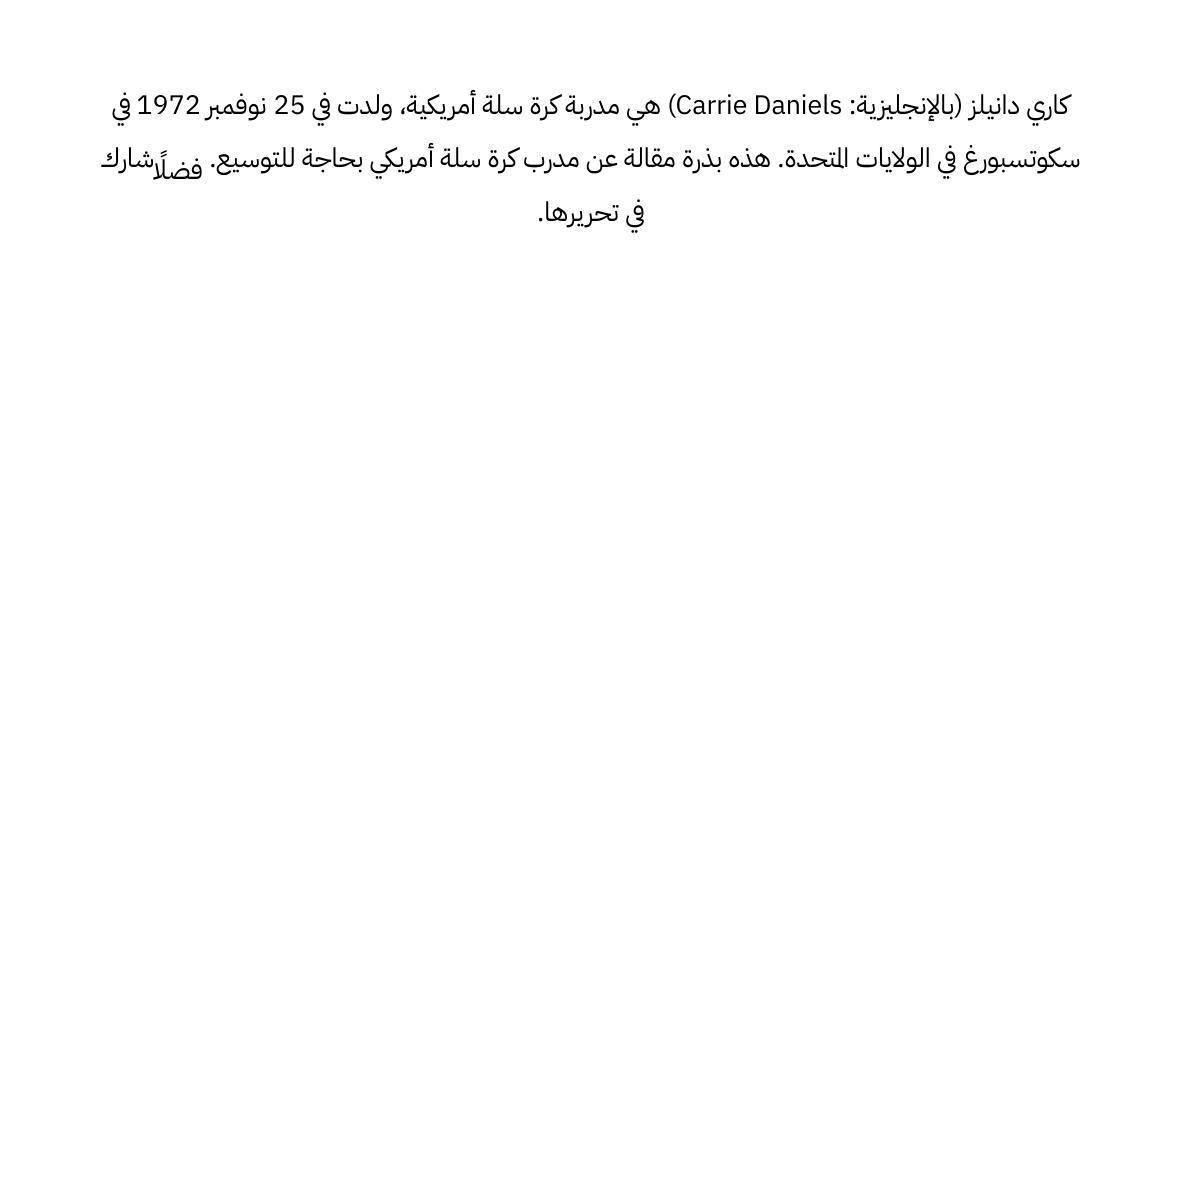 كاري دانيلز (بالإنجليزية: Carrie Daniels) هي مدربة كرة سلة أمريكية، ولدت في 25 نوفمبر 1972 في
سكوتسبورغ في الولايات المتحدة. هذه بذرة مقالة عن مدرب كرة سلة أمريكي بحاجة للتوسيع. فضلًا شارك
في تحريرها.